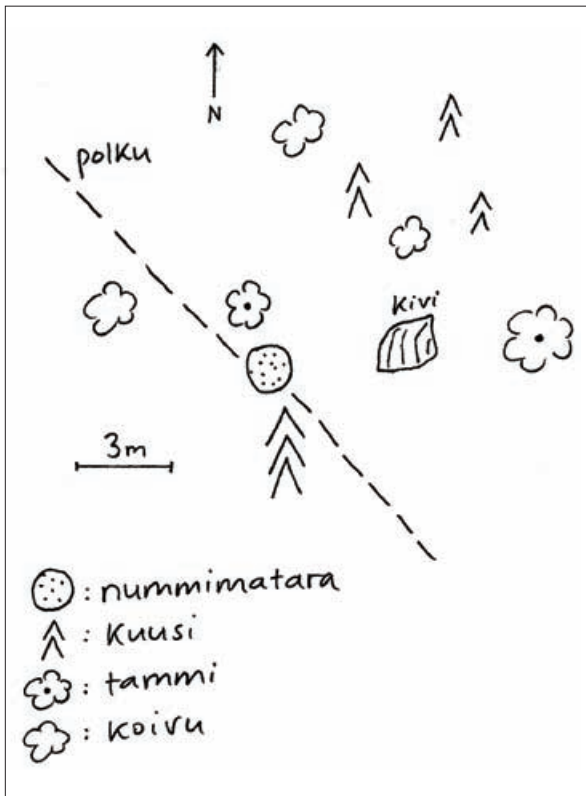 N
polku
kivi
3m
: nummimatara
: kuusi
: tammi
: koivu